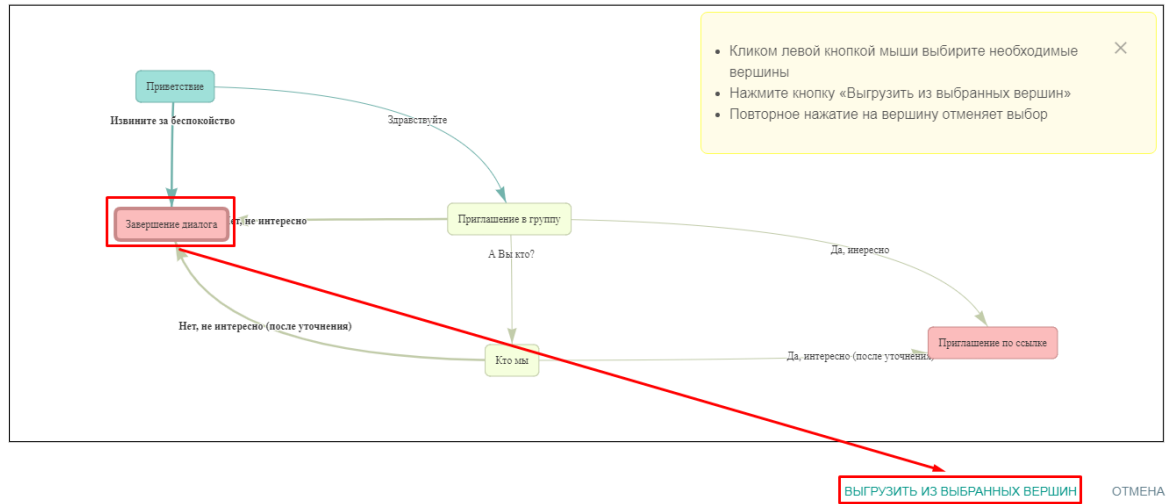 • Кликом левой кнопкой мыши выбирите необходимые
вершины
• Нажмите кнопку «Выгрузить из выбранных вершин»
• Повторное нажатие на вершину отменяет выбор
Приветствие
Извините за беспокойство
Здравствуйте
Завершение диалога
не интересно
Приглашение в группу
А Вы кто?
Да, инересно
Нет, не интересно (после уточнения)
Кто мы
Да, интересно (после уточнения)
Приглашение по ссылке
ВЫГРУЗИТЬ ИЗ ВЫБРАННЫХ ВЕРШИН
ОТМЕНА